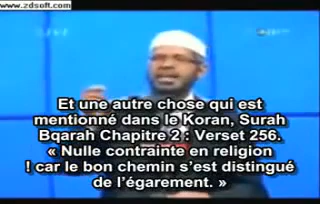 www.zdsoft.com
Et une autre chose qui est
mentionné dans le Koran, Surah
Bqarah Chapitre 2 : Verset 256.
« Nulle contrainte en religion
! car le bon chemin s’est distingué
de l’égarement. »